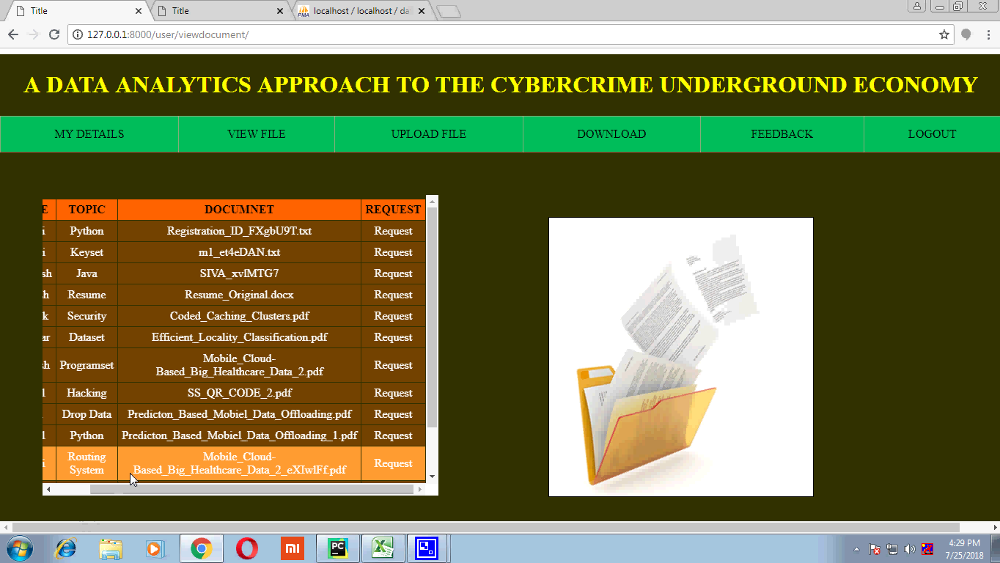 Title
Title
localhost / localhost / da
127.0.0.1:8000/user/viewdocument/
A DATA ANALYTICS APPROACH TO THE CYBERCRIME UNDERGROUND ECONOMY
MY DETAILS VIEW FILE UPLOAD FILE DOWNLOAD FEEDBACK LOGOUT
E TOPIC DOCUMNET REQUEST
i Python Registration_ID_FXgbU9T.txt Request
i Keyset m1_et4eDAN.txt Request
sh Java Request
h Resume Resume_Original.docx Request
k Security Coded_Caching_Clusters.pdf Request
ar Dataset Efficient_Locality_Classification.pdf Request
sh Programset Mobile_Cloud-
Based_Big_Healthcare_Data_2.pdf Request
l Hacking SS_QR_CODE_2.pdf Request
Drop Data Predicton_Based_Mobiel_Data_Offloading.pdf Request
l Python Predicton_Based_Mobiel_Data_Offloading_1.pdf Request
i Routing System Mobile_Cloud-
Based_Big_Healthcare_Data_2_eXIwlFf.pdf Request
PMA
mi
PC
4:29 PM
7/25/2018